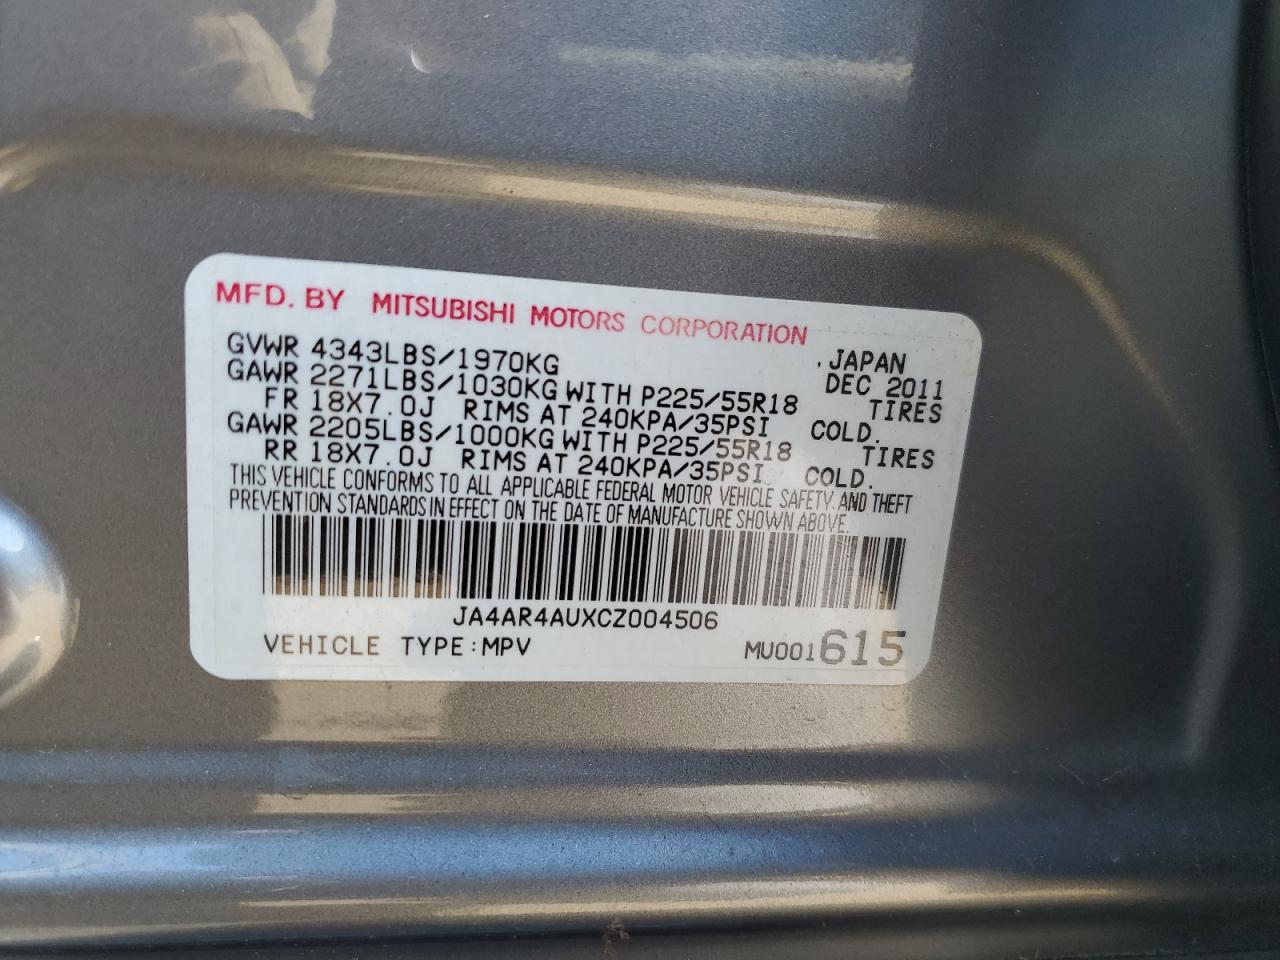 MFD. BY MITSUBISHI MOTORS CORPORATION
GVWR 4343LBS/1970KG .JAPAN
GAWR 2271LBS/1030KG WITH P225/55R18 DEC 2011
FR 18X7.0J RIMS AT 240KPA/35PSI TIRES
GAWR 2205LBS/1000KG WITH P225/55R18 COLD.
RR 18X7.0J RIMS AT 240KPA/35PSI TIRES
COLD.
THIS VEHICLE CONFORMS TO ALL APPLICABLE FEDERAL MOTOR VEHICLE SAFETY. AND THEFT
PREVENTION STANDARDS IN EFFECT ON THE DATE OF MANUFACTURE SHOWN ABOVE.
JA4AR4AUXCZ004506
VEHICLE TYPE:MPV MU001615